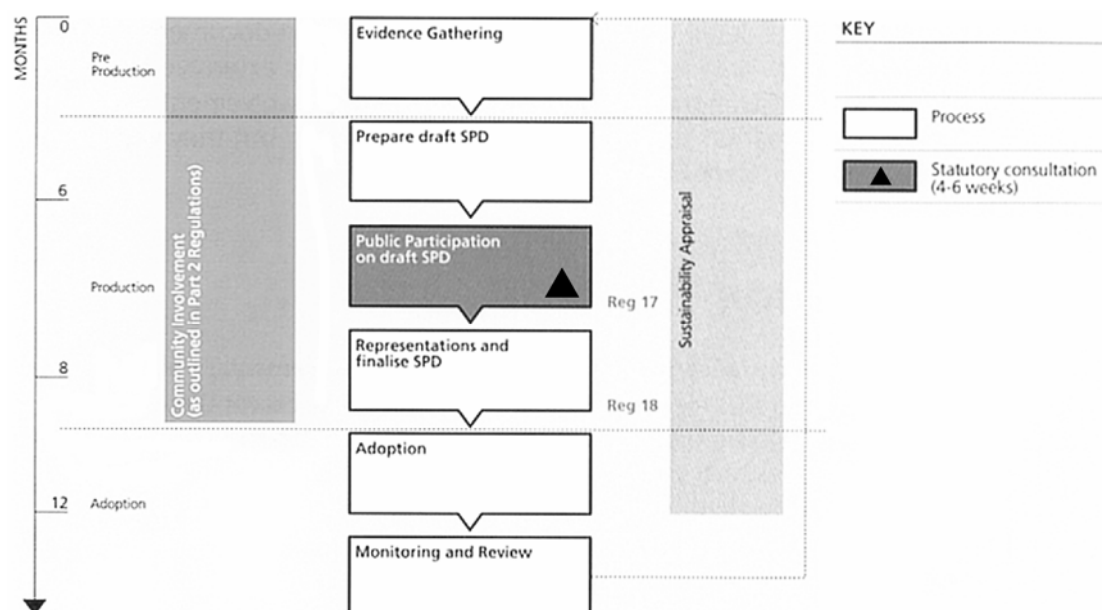 MONTHS
0
6
8
12
Pre
Production
Production
Adoption
Community Involvement
(as outlined in Part 2 Regulations)
Evidence Gathering
Prepare draft SPD
Public Participation
on draft SPD
Reg 17
Representations and
finalise SPD
Reg 18
Adoption
Monitoring and Review
Sustainability Appraisal
KEY
Process
Statutory consultation
(4-6 weeks)